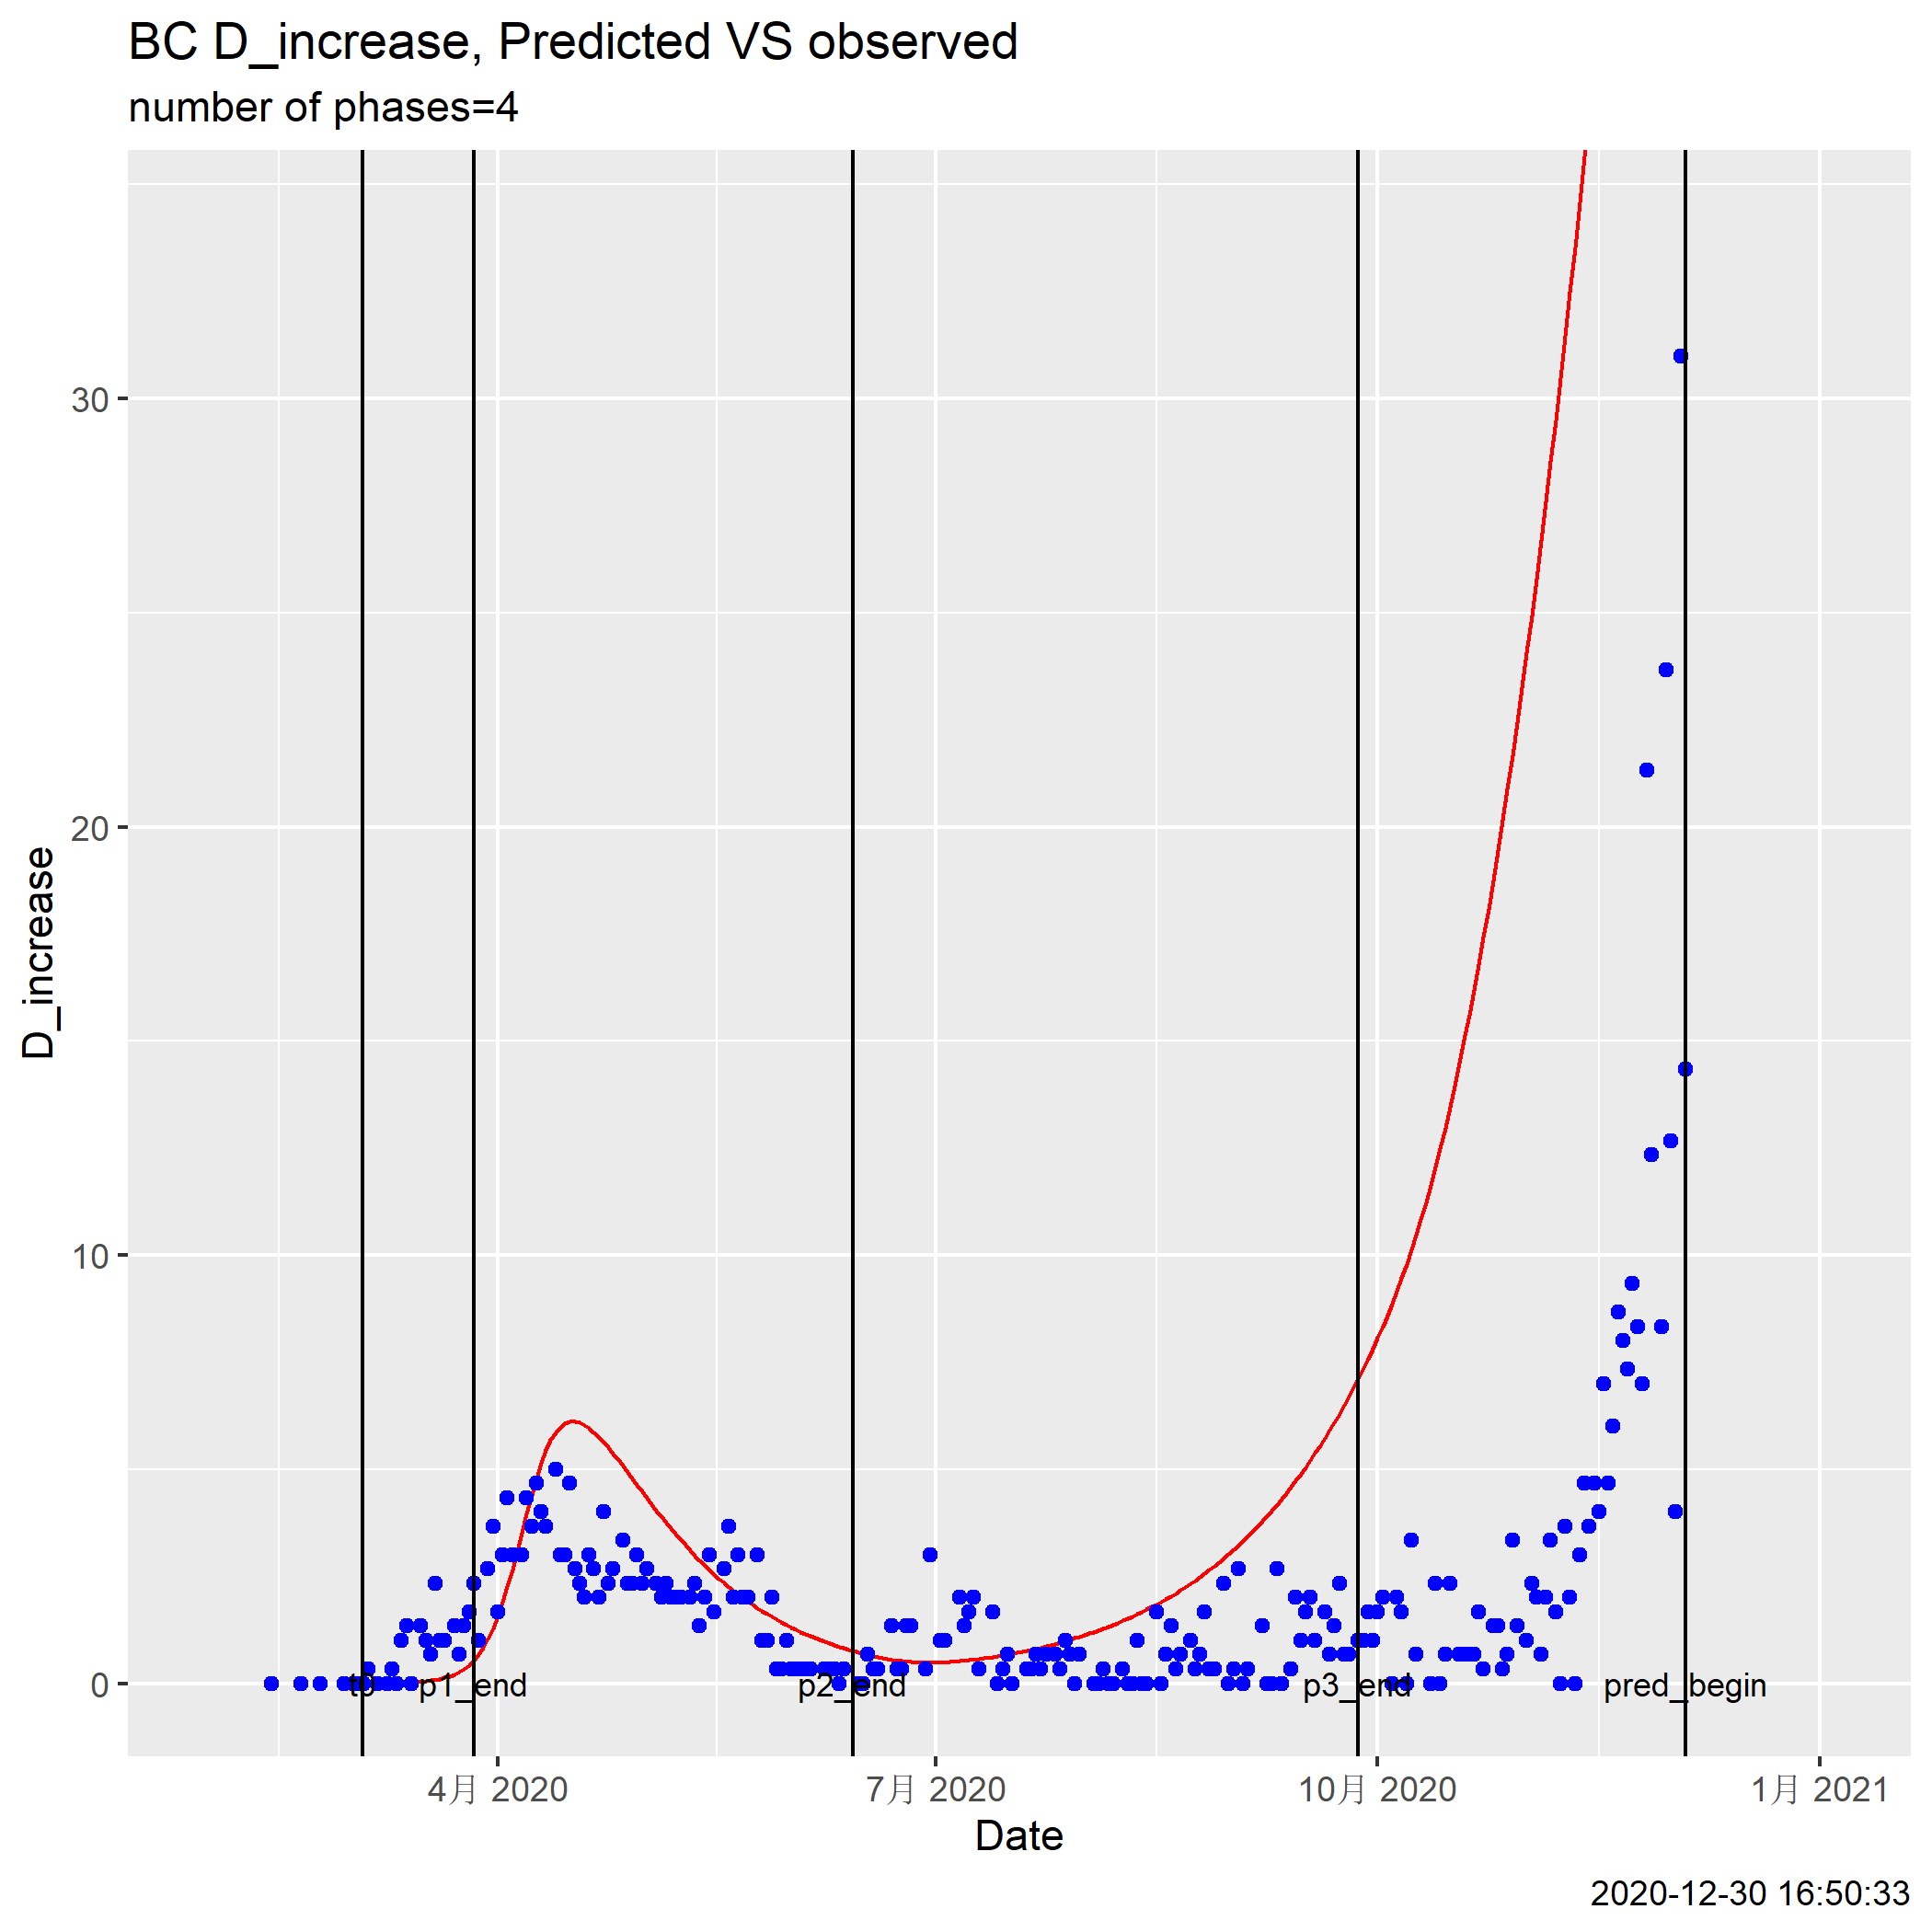 BC D_increase, Predicted VS observed
number of phases=4
D_increase
30
20
10
0
t0
p1_end
p2_end
p3_end
pred_begin
4月 2020
7月 2020
10月 2020
1月 2021
Date
2020-12-30 16:50:33